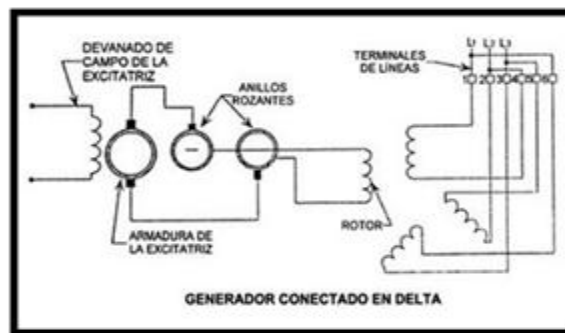 DEVANADO DE
CAMPO DE LA
EXCITATRIZ
ANILLOS
ROZANTES
L1 L2 L3
TERMINALES
DE LÍNEAS
1 2 3 4 5 6
ROTOR
ARMADURA DE
LA EXCITATRIZ
GENERADOR CONECTADO EN DELTA